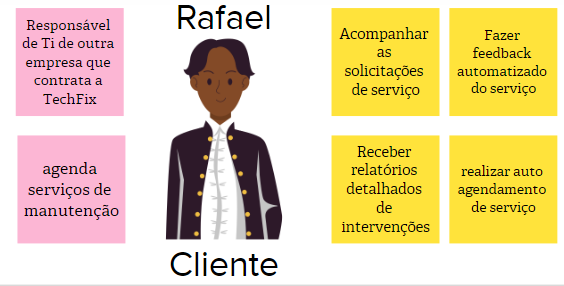 Rafael
Responsável
de Ti de outra
empresa que
contrata a
TechFix
agenda
serviços de
manutenção
Acompanhar
as
solicitações
de serviço
Fazer
feedback
automatizado
do serviço
Receber
relatórios
detalhados
de
intervenções
realizar auto
agendamento
de serviço
Cliente